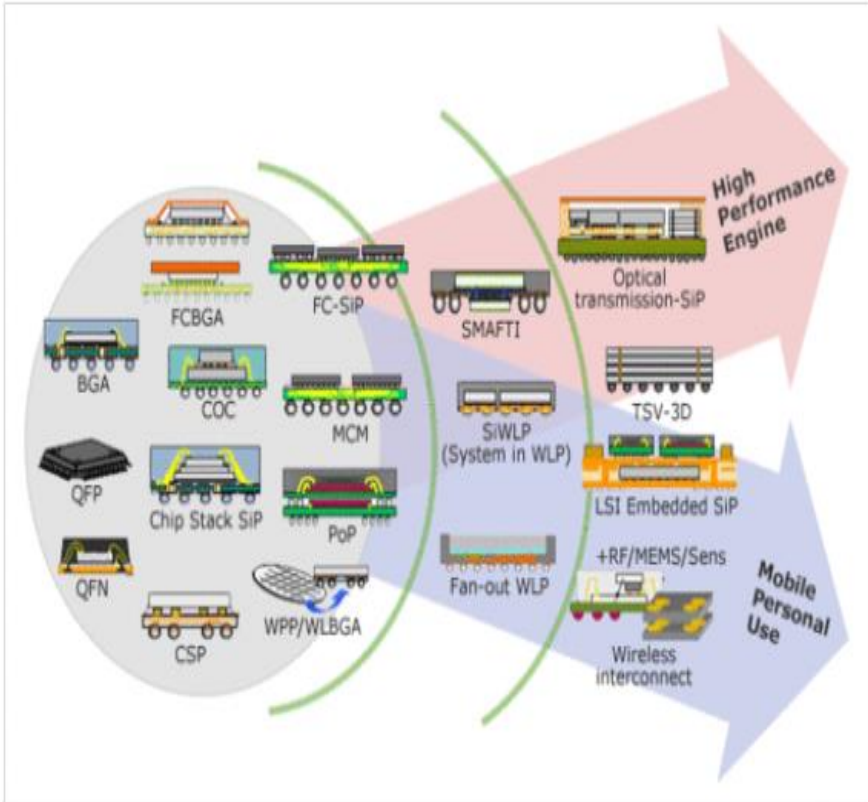 High
Performance
Engine
FCBGA
FC-SiP
Optical
transmission-SiP
SMAFTI
BGA
COC
MCM
TSV-3D
SiWLP
(System in WLP)
QFP
Chip Stack SiP
PoP
LSI Embedded SiP
+RF/MEMS/Sens
QFN
Fan-out WLP
Mobile
Personal
Use
WPP/WLBGA
CSP
Wireless
interconnect